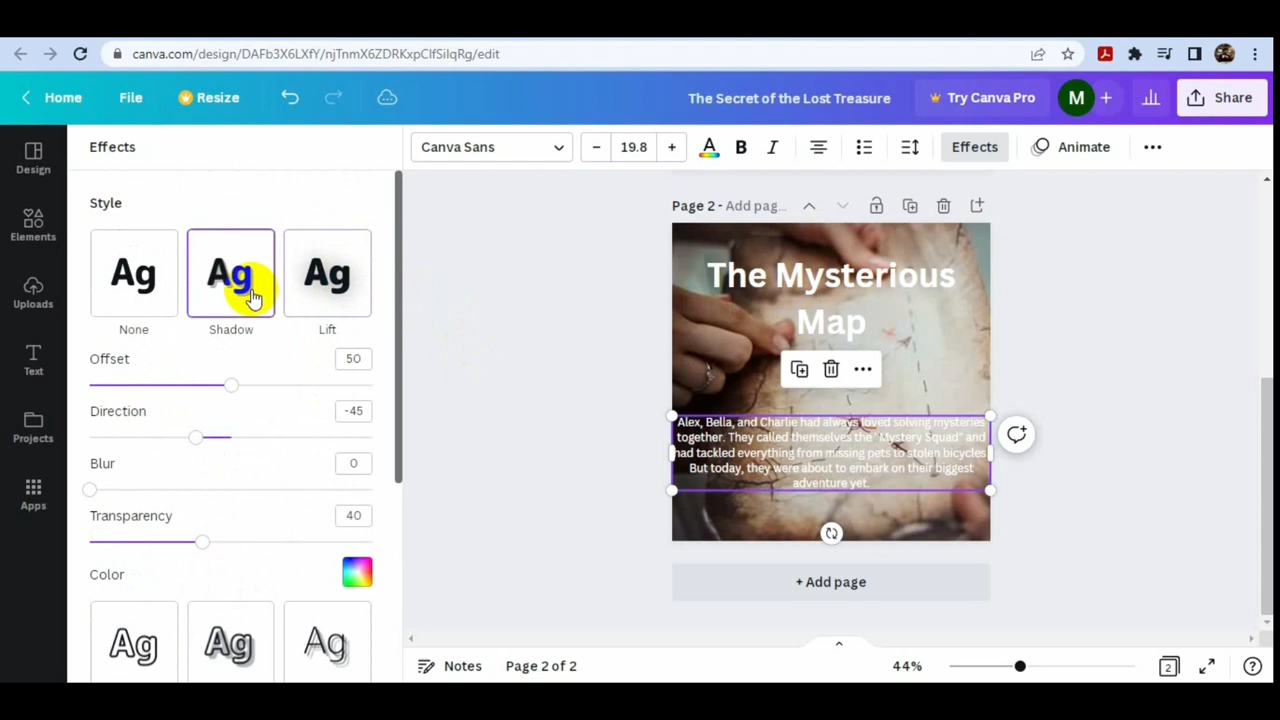 canva.com/design/DAFb3X6LXfY/njTnmX6ZDRKxpClfSilqRg/edit
Home
File
Resize
The Secret of the Lost Treasure
Try Canva Pro
M
Share
Design
Elements
Uploads
Text
Projects
Apps
Effects
Style
Ag
Ag
Ag
None
Shadow
Lift
Offset
50
Direction
-45
Blur
0
Transparency
40
Color
Ag
Ag
Ag
Canva Sans
19.8
A
B
I
Effects
Animate
Page 2 - Add pag...
The Mysterious
Map
Alex, Bella, and Charlie had always loved solving mysteries
together. They called themselves the "Mystery Squad" and
had tackled everything from missing pets to stolen bicycles
But today, they were about to embark on their biggest
adventure yet.
+ Add page
Notes
Page 2 of 2
44%
2
?